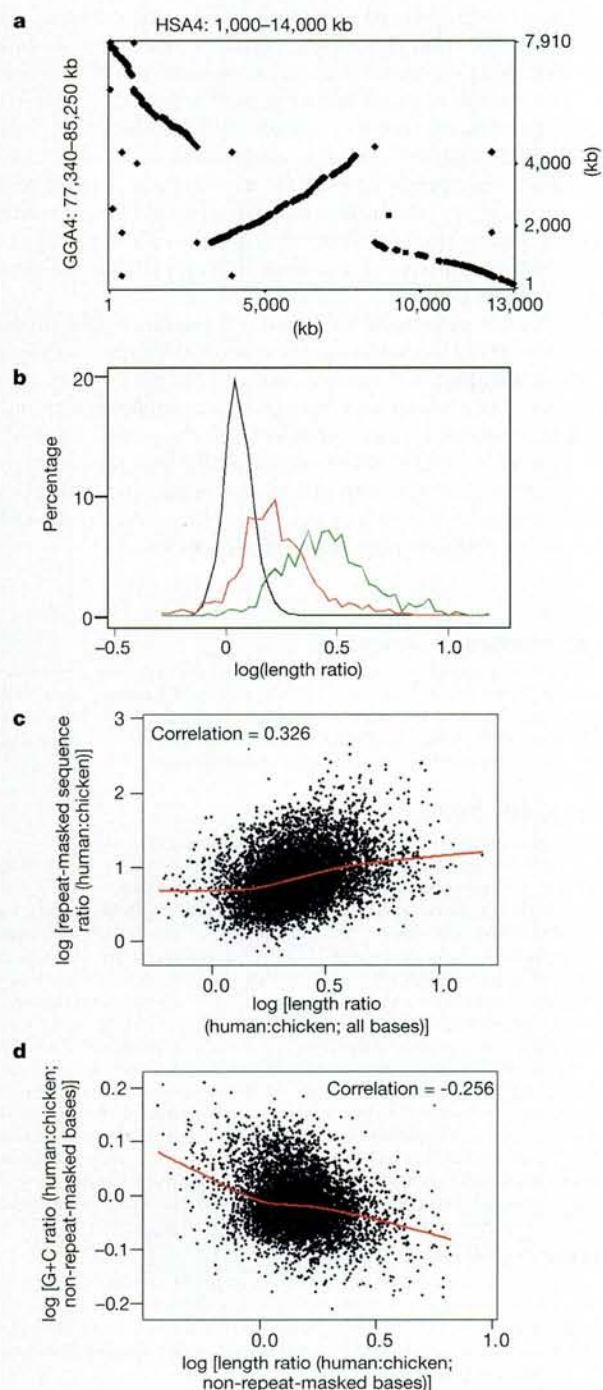 a
HSA4: 1,000–14,000 kb
GGA4: 77,340–85,250 kb
7,910
4,000
2,000
1
(kb)
1
5,000
10,000
13,000
(kb)
b
Percentage
20
10
0
–0.5
0
0.5
1.0
log(length ratio)
c
Correlation = 0.326
log [repeat-masked sequence
ratio (human:chicken)]
3
2
1
0
0.0
0.5
1.0
log [length ratio
(human:chicken; all bases)]
d
Correlation = -0.256
log [G+C ratio (human:chicken;
non-repeat-masked bases)]
0.2
0.1
0.0
–0.1
–0.2
0.0
0.5
1.0
log [length ratio (human:chicken;
non-repeat-masked bases)]